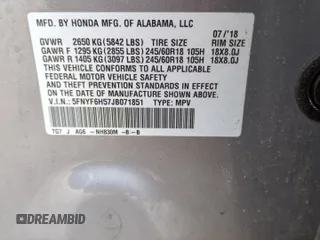 MFD. BY HONDA MFG. OF ALABAMA, LLC 07/'18
GVWR 2650 KG(5842 LBS) TIRE SIZE RIM SIZE
GAWR F 1295 KG(2855 LBS) 245/60R18 105H 18X8.0J
GAWR R 1405 KG(3097 LBS) 245/60R18 105H 18X8.0J
THIS VEHICLE CONFORMS TO ALL APPLICABLE
FEDERAL MOTOR VEHICLE SAFETY AND
THEFT PREVENTION STANDARDS IN EFFECT ON
THE DATE OF MANUFACTURE SHOWN ABOVE.
V.I.N.: 5FNYF6H57JB071851 TYPE: MPV
TG7 J AG6 -NH830M -B -B
DREAMBID